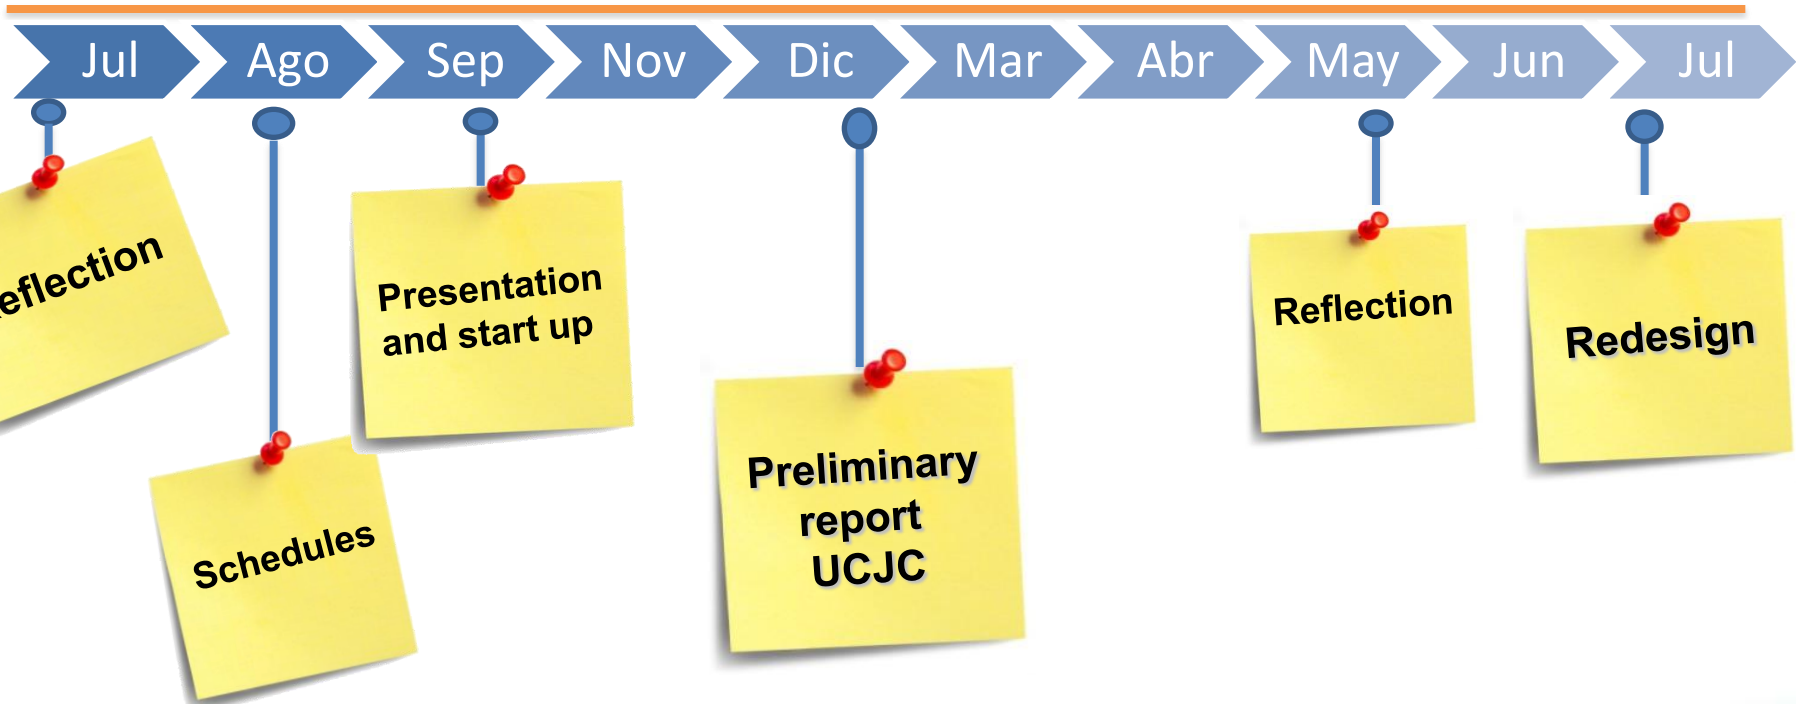 Jul Ago Sep Nov Dic Mar Abr May Jun Jul
eflection
Schedules
Presentation
and start up
Preliminary
report
UCJC
Reflection
Redesign